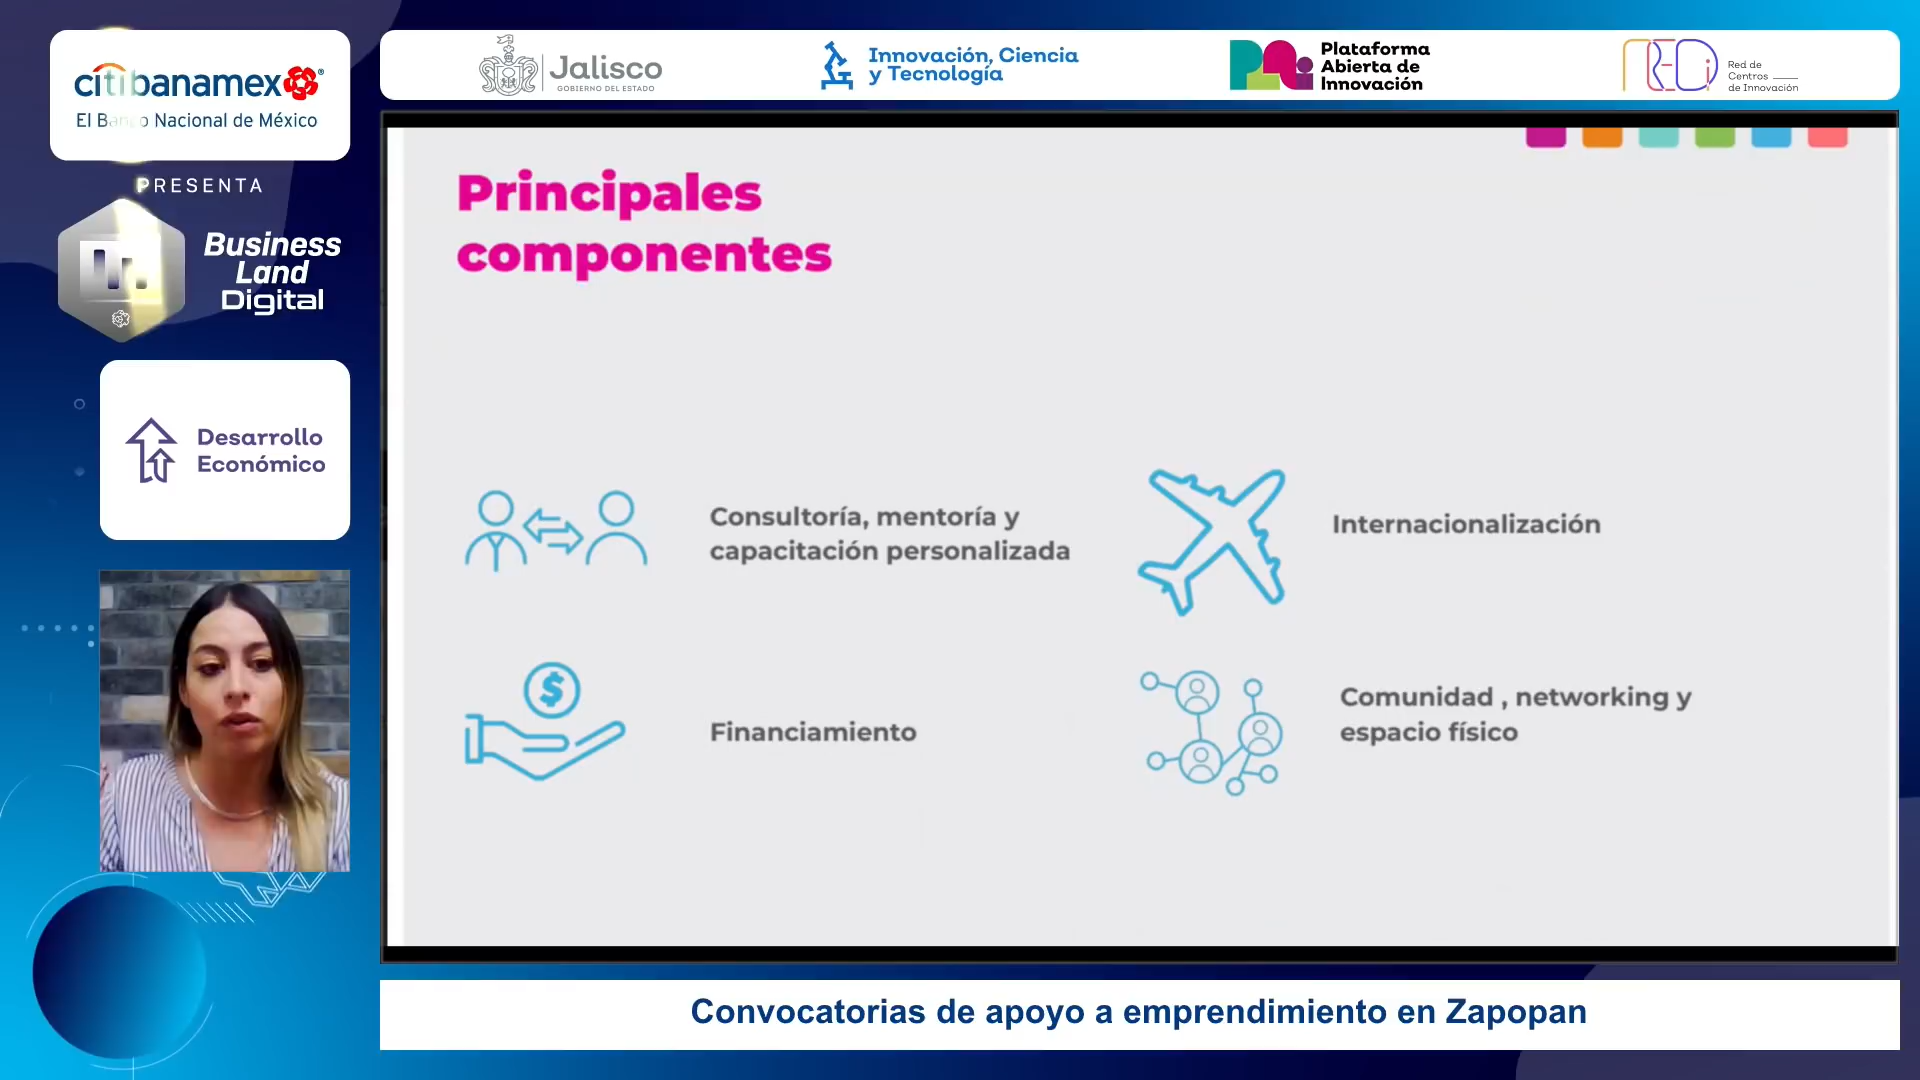 citibanamex
El Banco Nacional de México
PRESENTA
Business
Land
Digital
Desarrollo
Económico
Jalisco
GOBIERNO DEL ESTADO
Innovación, Ciencia
y Tecnología
Plataforma
Abierta de
Innovación
REDi
Red de
Centros
de Innovación
Principales
componentes
Consultoría, mentoría y
capacitación personalizada
Internacionalización
$
Financiamiento
Comunidad , networking y
espacio físico
Convocatorias de apoyo a emprendimiento en Zapopan